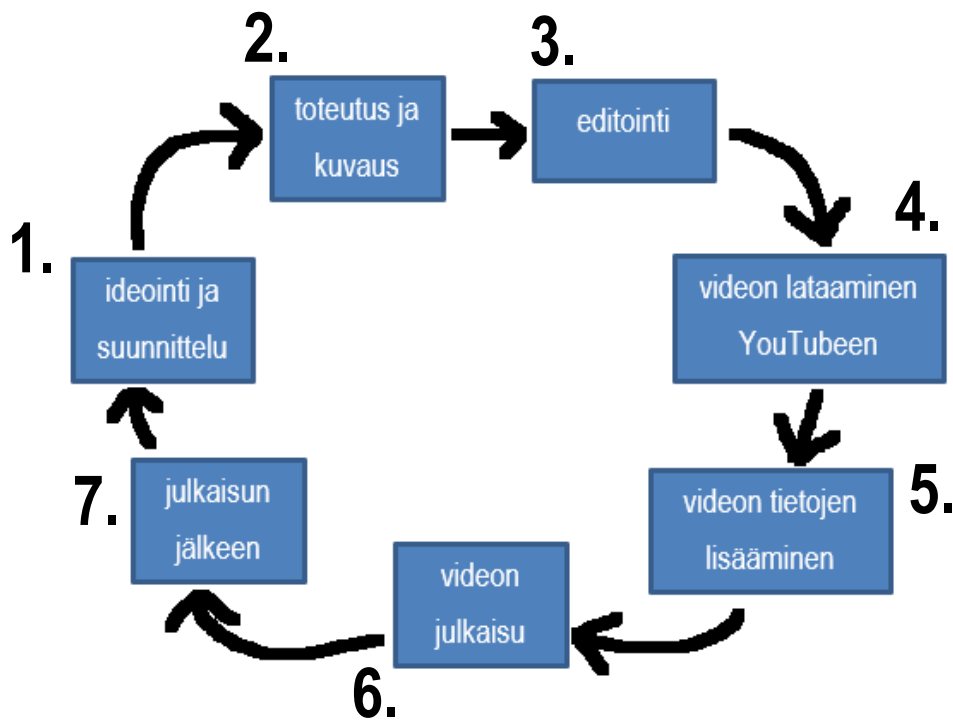 1.
ideointi ja
suunnittelu
2.
toteutus ja
kuvaus
3.
editointi
4.
videon lataaminen
YouTubeen
5.
videon tietojen
lisääminen
6.
videon
julkaisu
7.
julkaisun
jälkeen